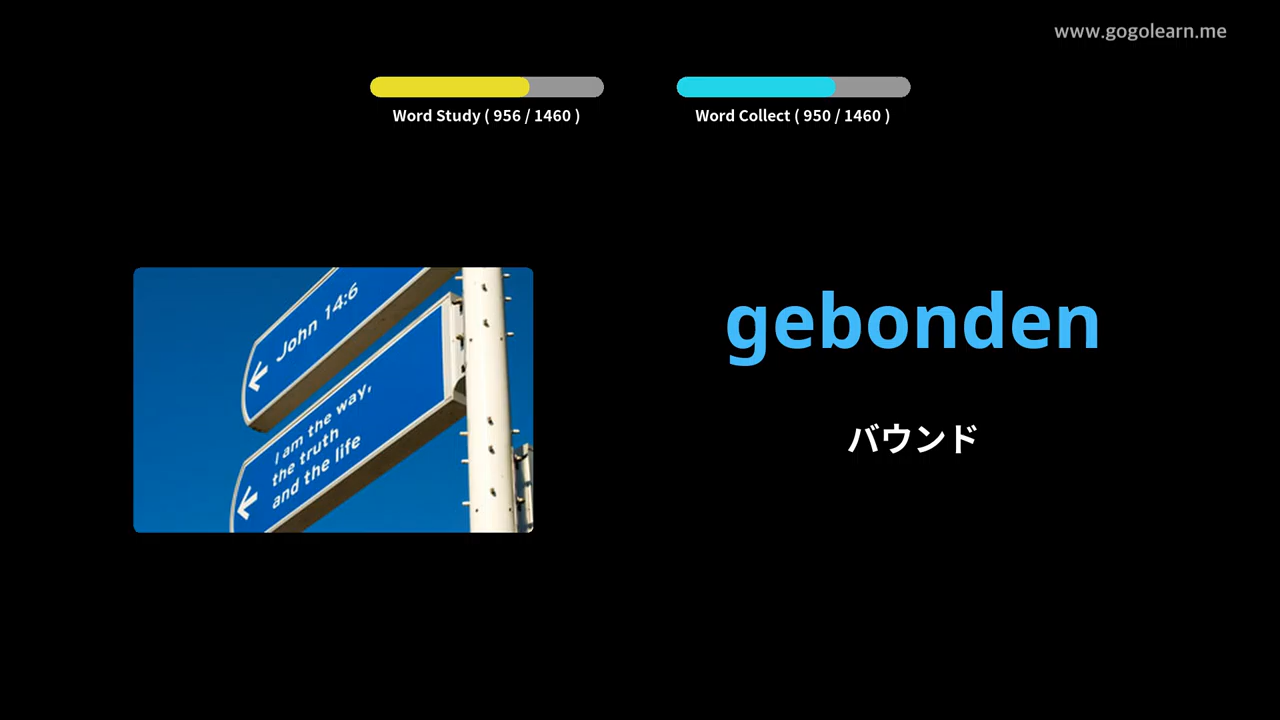 www.gogolearn.me
Word Study ( 956 / 1460 )
Word Collect ( 950 / 1460 )
John 14:6
I am the way,
the truth
and the life
gebonden
バウンド